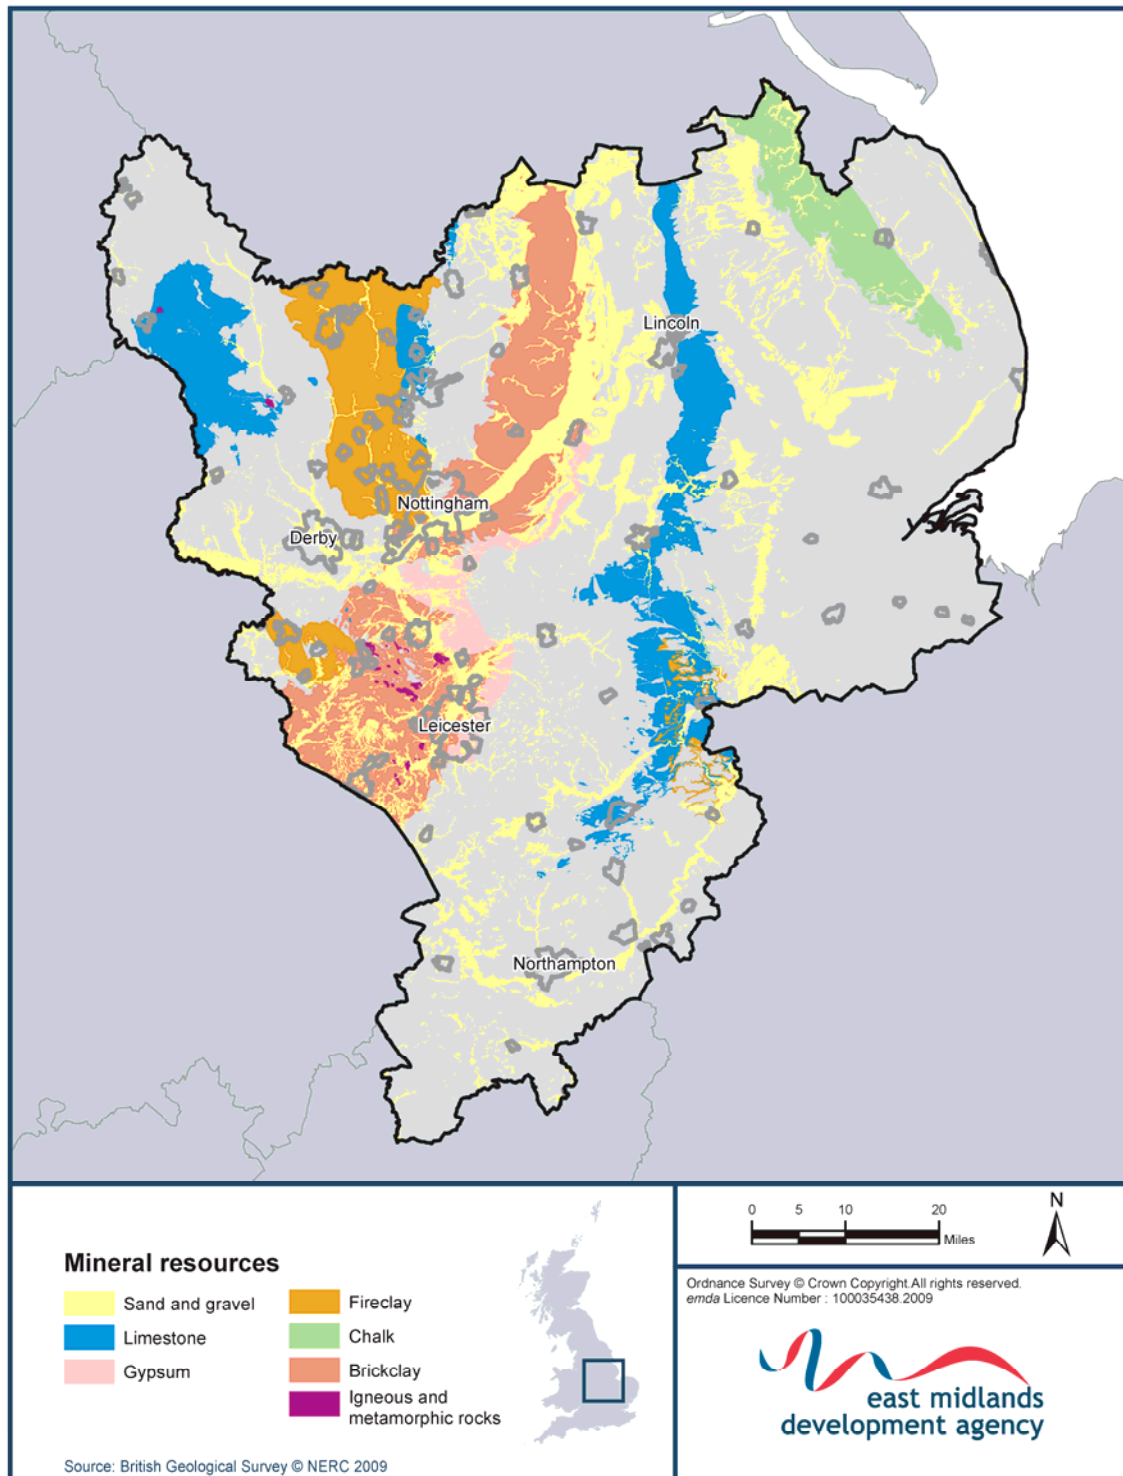 Lincoln
Nottingham
Derby
Leicester
Northampton
Mineral resources
Sand and gravel
Limestone
Gypsum
Fireclay
Chalk
Brickclay
Igneous and
metamorphic rocks
Source: British Geological Survey © NERC 2009
0 5 10 20
Miles
N
Ordnance Survey © Crown Copyright.All rights reserved.
emda Licence Number : 100035438.2009
east midlands
development agency